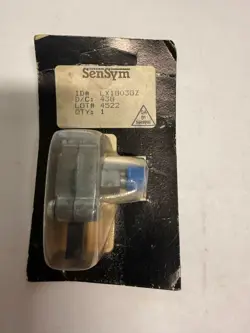 SenSym
ID# LX1803GZ
D/C: 430
LOT# 4522
QTY: 1